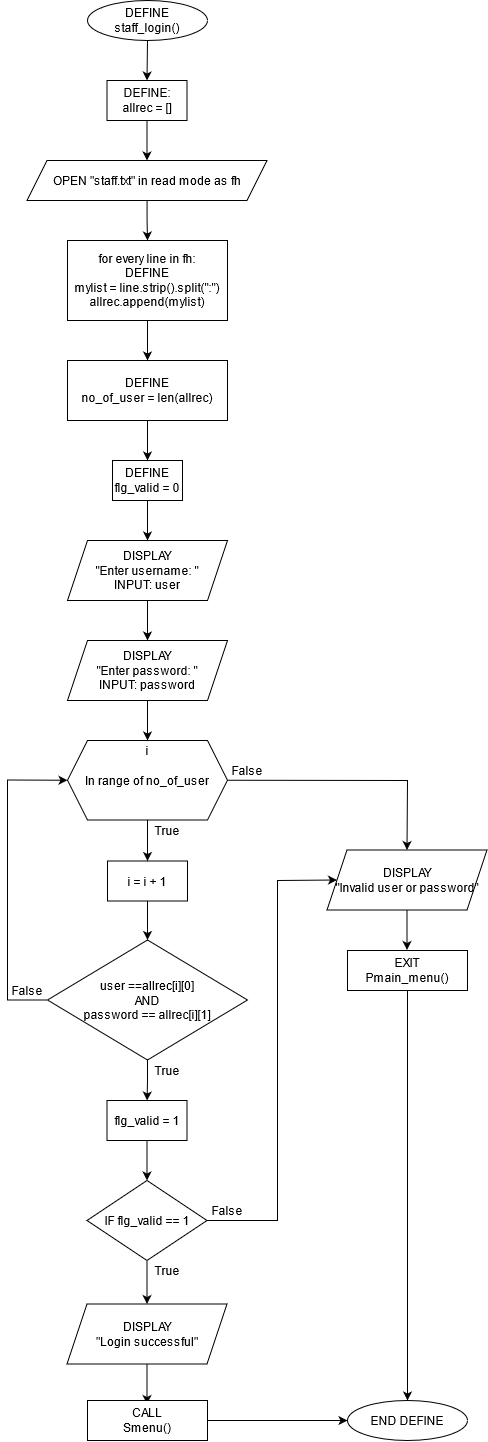 DEFINE
staff_login()
DEFINE:
allrec = []
OPEN "staff.txt" in read mode as fh
for every line in fh:
DEFINE
mylist = line.strip().split(":")
allrec.append(mylist)
DEFINE
no_of_user = len(allrec)
DEFINE
flg_valid = 0
DISPLAY
"Enter username: "
INPUT: user
DISPLAY
"Enter password: "
INPUT: password
i
In range of no_of_user
False
True
i = i + 1
DISPLAY
"Invalid user or password"
user ==allrec[i][0]
AND
password == allrec[i][1]
False
True
EXIT
Pmain_menu()
flg_valid = 1
IF flg_valid == 1
False
True
DISPLAY
"Login successful"
CALL
Smenu()
END DEFINE